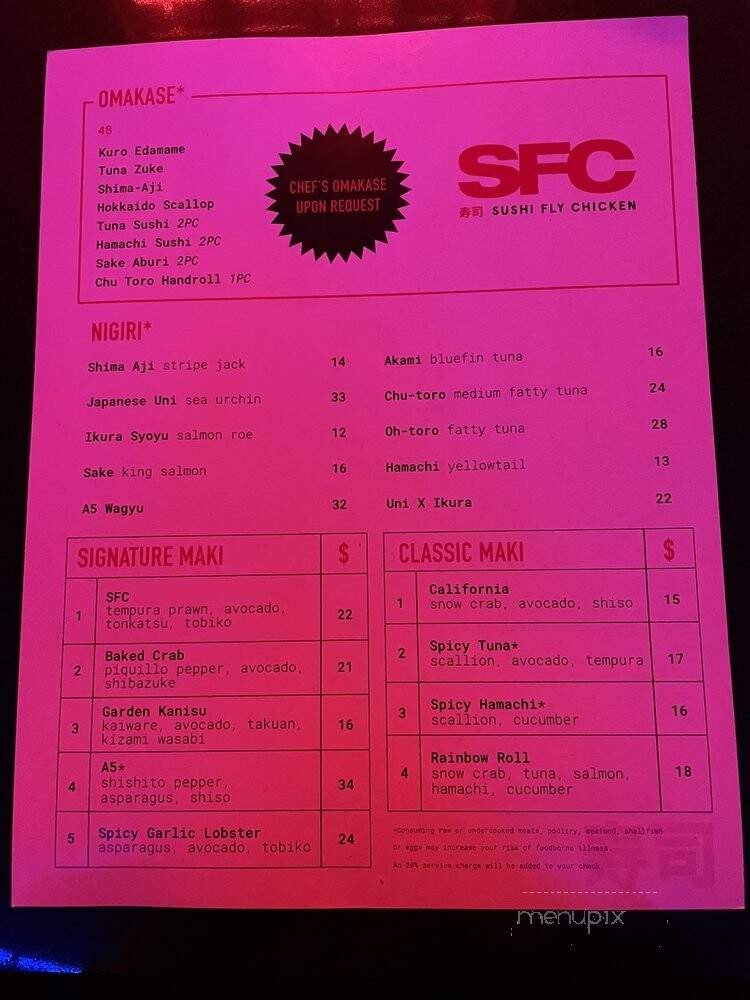 OMAKASE*
48
Kuro Edamame
Tuna Zuke
Shima-Aji
Hokkaido Scallop
Tuna Sushi 2PC
Hamachi Sushi 2PC
Sake Aburi 2PC
Chu Toro Handroll 1PC
CHEF'S OMAKASE
UPON REQUEST
SFC
寿司 SUSHI FLY CHICKEN
NIGIRI*
Shima Aji stripe jack 14
Japanese Uni sea urchin 33
Ikura Syoyu salmon roe 12
Sake king salmon 16
A5 Wagyu 32
Akami bluefin tuna 16
Chu-toro medium fatty tuna 24
Oh-toro fatty tuna 28
Hamachi yellowtail 13
Uni X Ikura 22
SIGNATURE MAKI $
SFC
1 tempura prawn, avocado, 22
tonkatsu, tobiko
Baked Crab
2 piquillo pepper, avocado, 21
shibazuke
Garden Kanisu
3 kaiware, avocado, takuan, 16
kizami wasabi
A5*
4 shishito pepper, 34
asparagus, shiso
5 Spicy Garlic Lobster 24
asparagus, avocado, tobiko
CLASSIC MAKI $
California
1 snow crab, avocado, shiso 15
2 Spicy Tuna* 17
scallion, avocado, tempura
3 Spicy Hamachi* 16
scallion, cucumber
Rainbow Roll
4 snow crab, tuna, salmon, 18
hamachi, cucumber
*Consuming raw or undercooked meats, poultry, seafood, shellfish
or eggs may increase your risk of foodborne illness.
An 20% service charge will be added to your check.
寿司
menupix